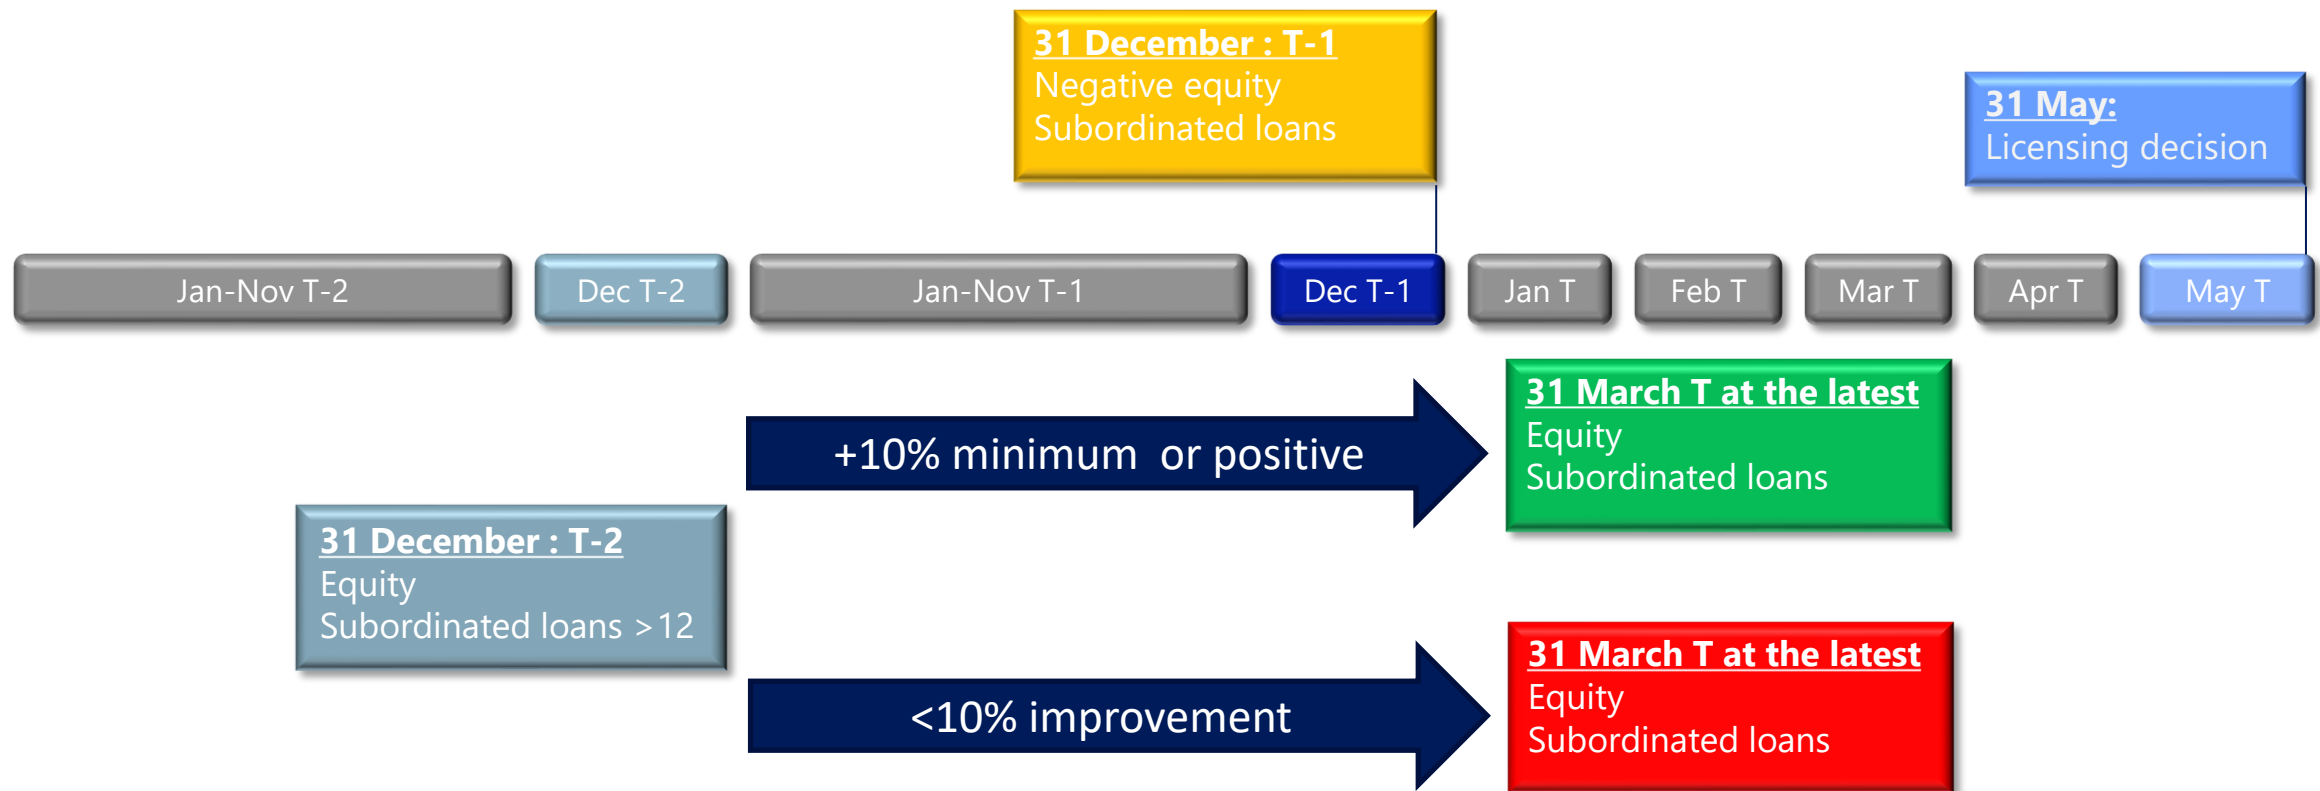 31 December : T-1
Negative equity
Subordinated loans
31 May:
Licensing decision
Jan-Nov T-2
Dec T-2
Jan-Nov T-1
Dec T-1
Jan T
Feb T
Mar T
Apr T
May T
+10% minimum  or positive
31 March T at the latest
Equity
Subordinated loans
31 December : T-2
Equity
Subordinated loans >12
<10% improvement
31 March T at the latest
Equity
Subordinated loans